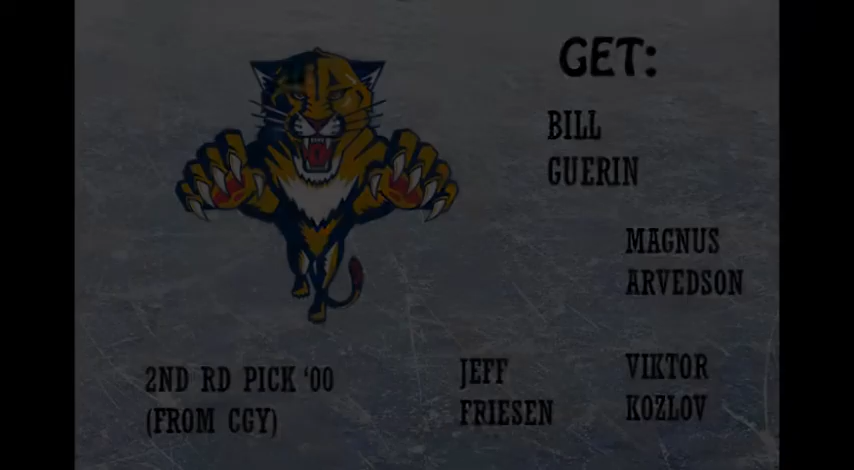 GET:
BILL
GUERIN
MAGNUS
ARVEDSON
2ND RD PICK '00
(FROM CGY)
JEFF
FRIESEN
VIKTOR
KOZLOV